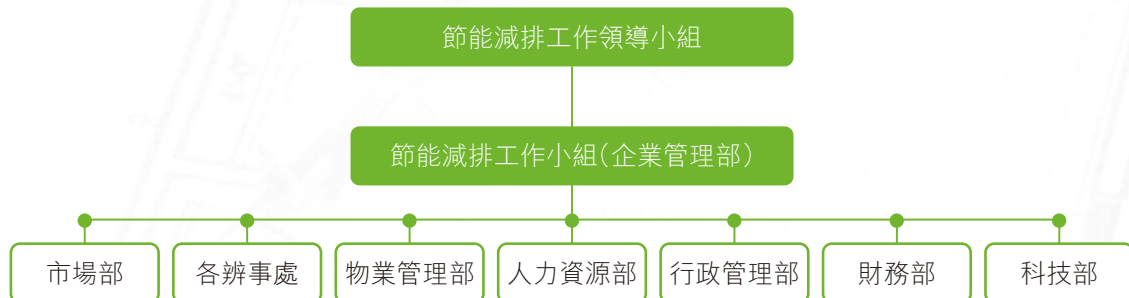 節能減排工作領導小組
節能減排工作小組（企業管理部）
市場部
各辦事處
物業管理部
人力資源部
行政管理部
財務部
科技部